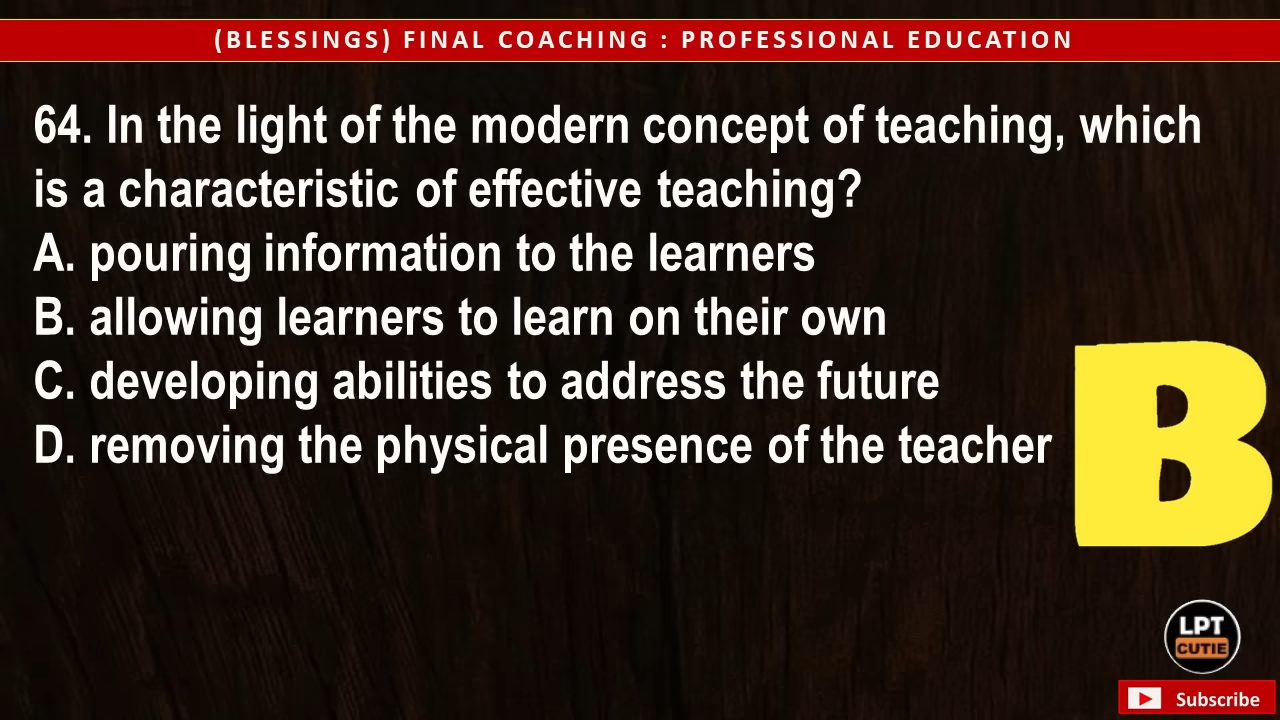 (BLESSINGS) FINAL COACHING : PROFESSIONAL EDUCATION
64. In the light of the modern concept of teaching, which
is a characteristic of effective teaching?
A. pouring information to the learners
B. allowing learners to learn on their own
C. developing abilities to address the future
D. removing the physical presence of the teacher
B
LPT
CUTIE
Subscribe